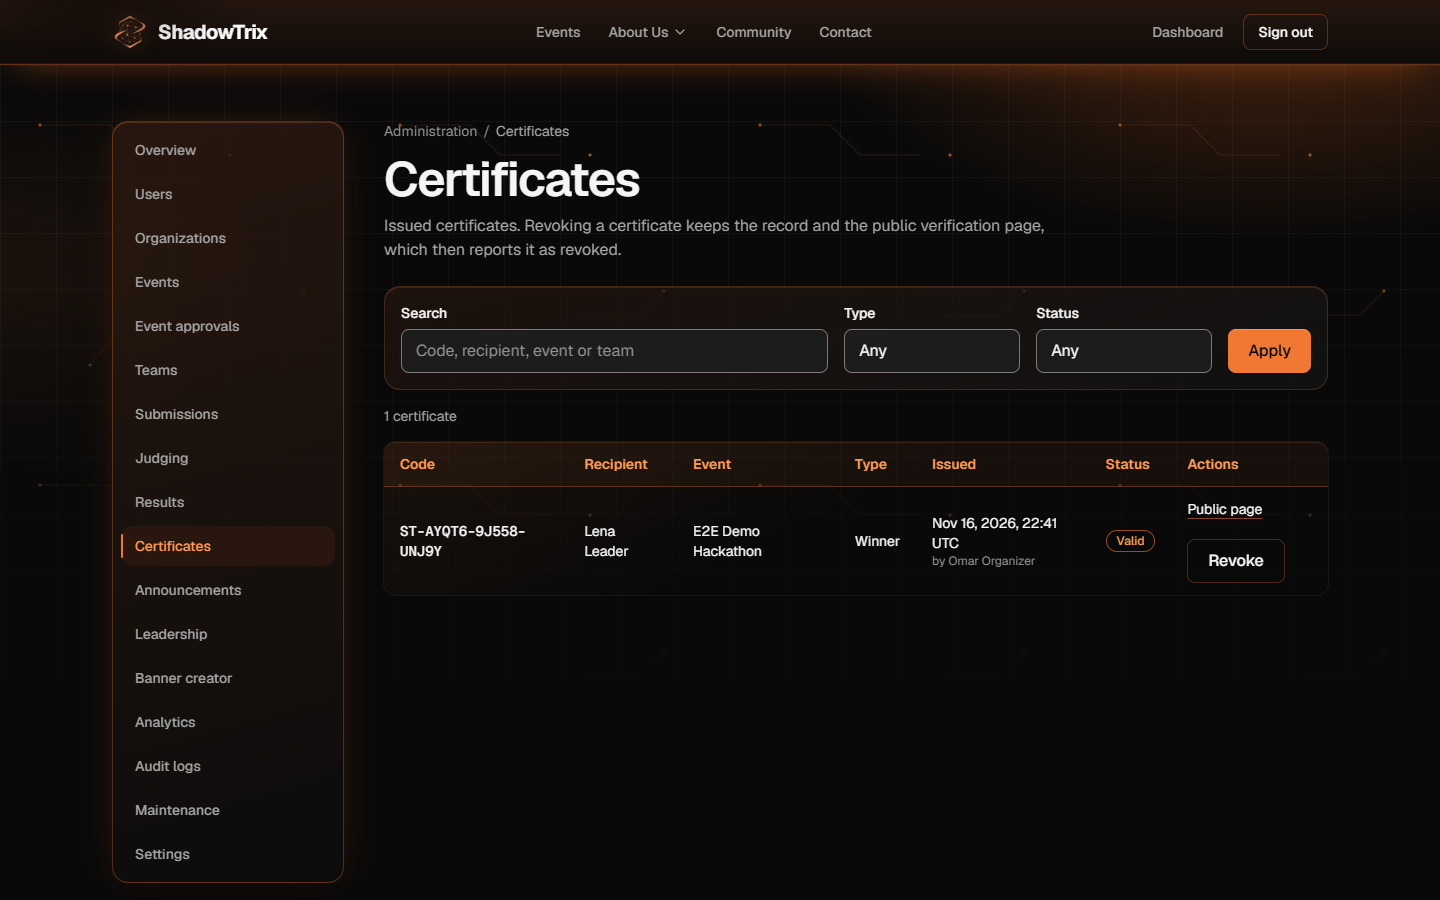 ShadowTrix
Events
About Us
Community
Contact
Dashboard
Sign out
Overview
Users
Organizations
Events
Event approvals
Teams
Submissions
Judging
Results
Certificates
Announcements
Leadership
Banner creator
Analytics
Audit logs
Maintenance
Settings
Administration / Certificates
Certificates
Issued certificates. Revoking a certificate keeps the record and the public verification page,
which then reports it as revoked.
Search
Code, recipient, event or team
Type
Any
Status
Any
Apply
1 certificate
Code
Recipient
Event
Type
Issued
Status
Actions
ST-AYQT6-9J558-
UNJ9Y
Lena
Leader
E2E Demo
Hackathon
Winner
Nov 16, 2026, 22:41
UTC
by Omar Organizer
Valid
Public page
Revoke